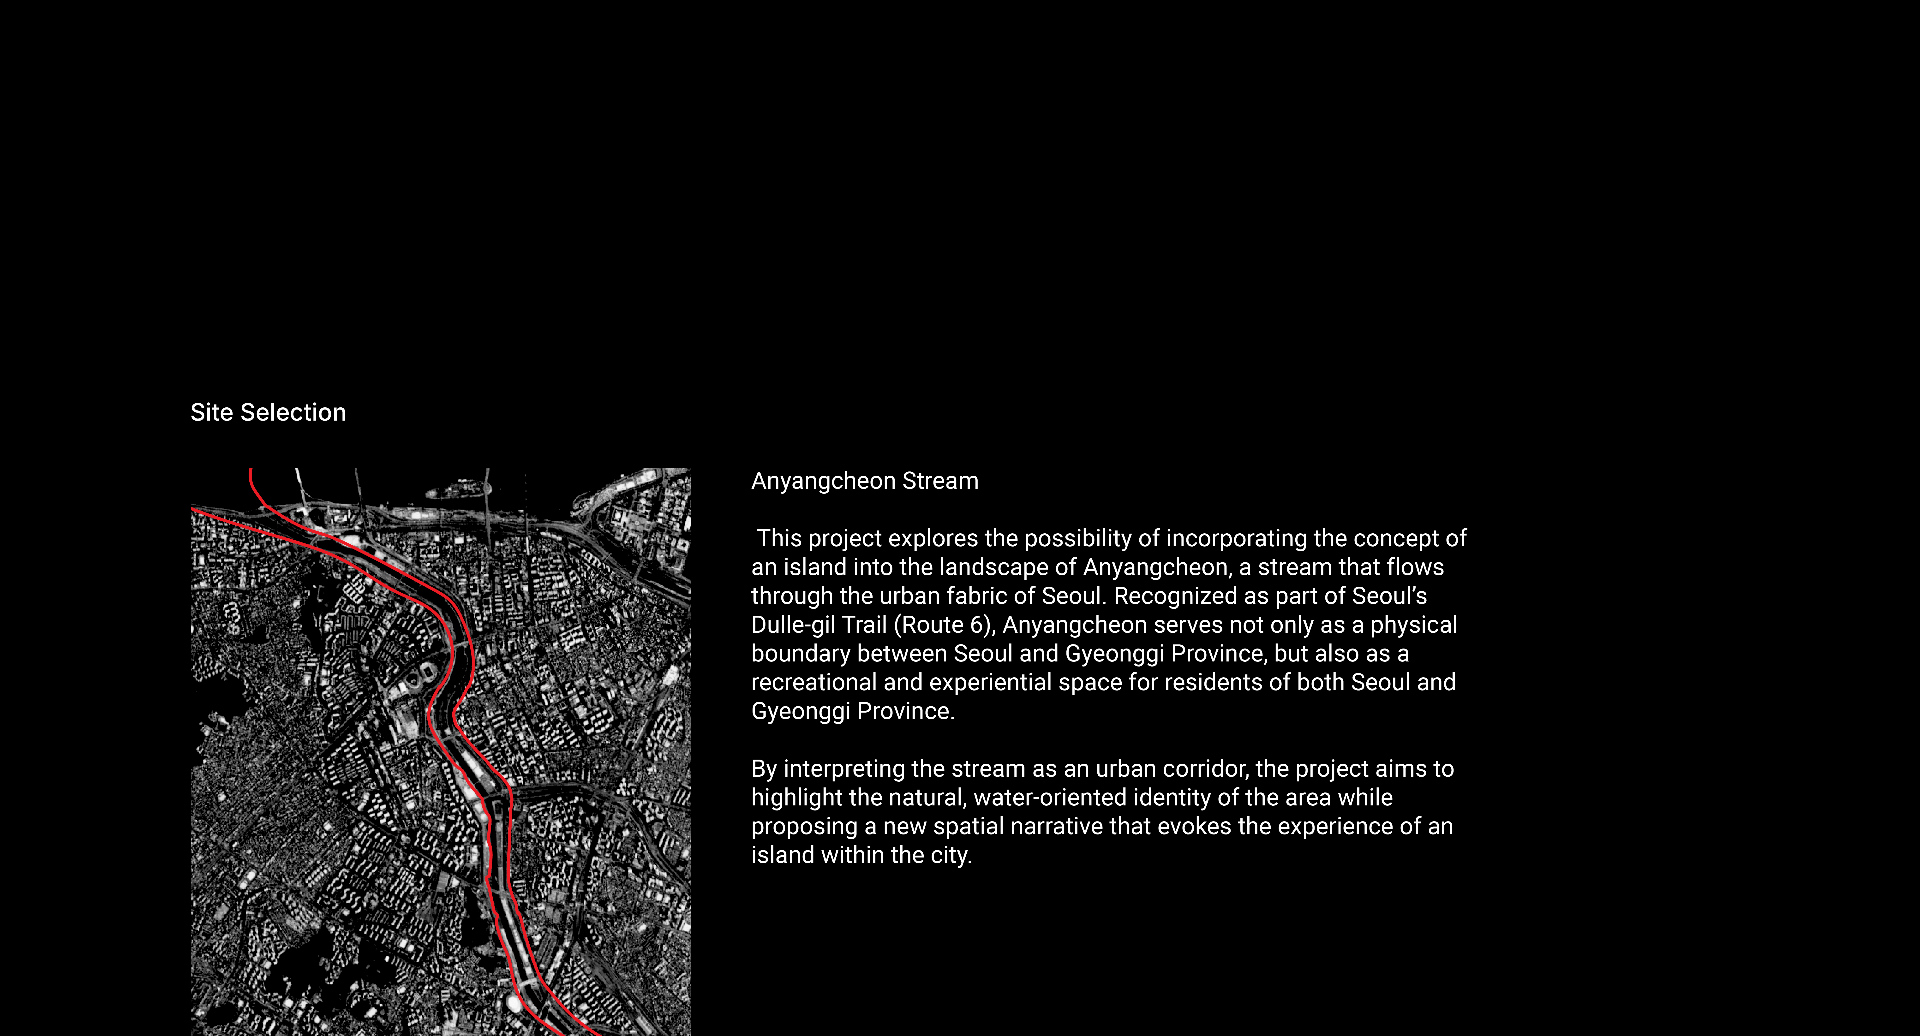 Site Selection
Anyangcheon Stream
This project explores the possibility of incorporating the concept of
an island into the landscape of Anyangcheon, a stream that flows
through the urban fabric of Seoul. Recognized as part of Seoul’s
Dulle-gil Trail (Route 6), Anyangcheon serves not only as a physical
boundary between Seoul and Gyeonggi Province, but also as a
recreational and experiential space for residents of both Seoul and
Gyeonggi Province.
By interpreting the stream as an urban corridor, the project aims to
highlight the natural, water-oriented identity of the area while
proposing a new spatial narrative that evokes the experience of an
island within the city.